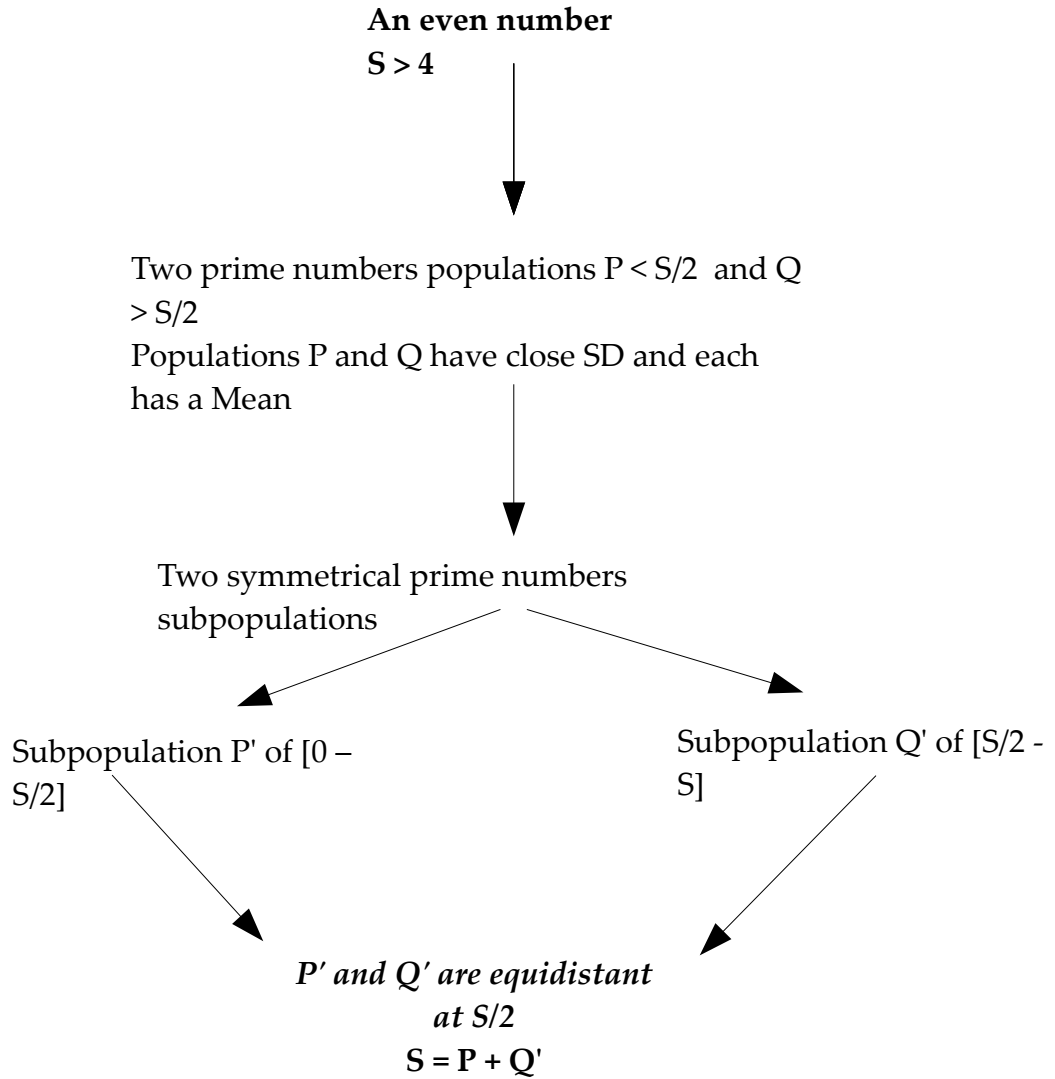 An even number
S > 4
Two prime numbers populations P < S/2 and Q
> S/2
Populations P and Q have close SD and each
has a Mean
Two symmetrical prime numbers
subpopulations
Subpopulation P' of [0 –
S/2]
Subpopulation Q' of [S/2 -
S]
P' and Q' are equidistant
at S/2
S = P + Q'